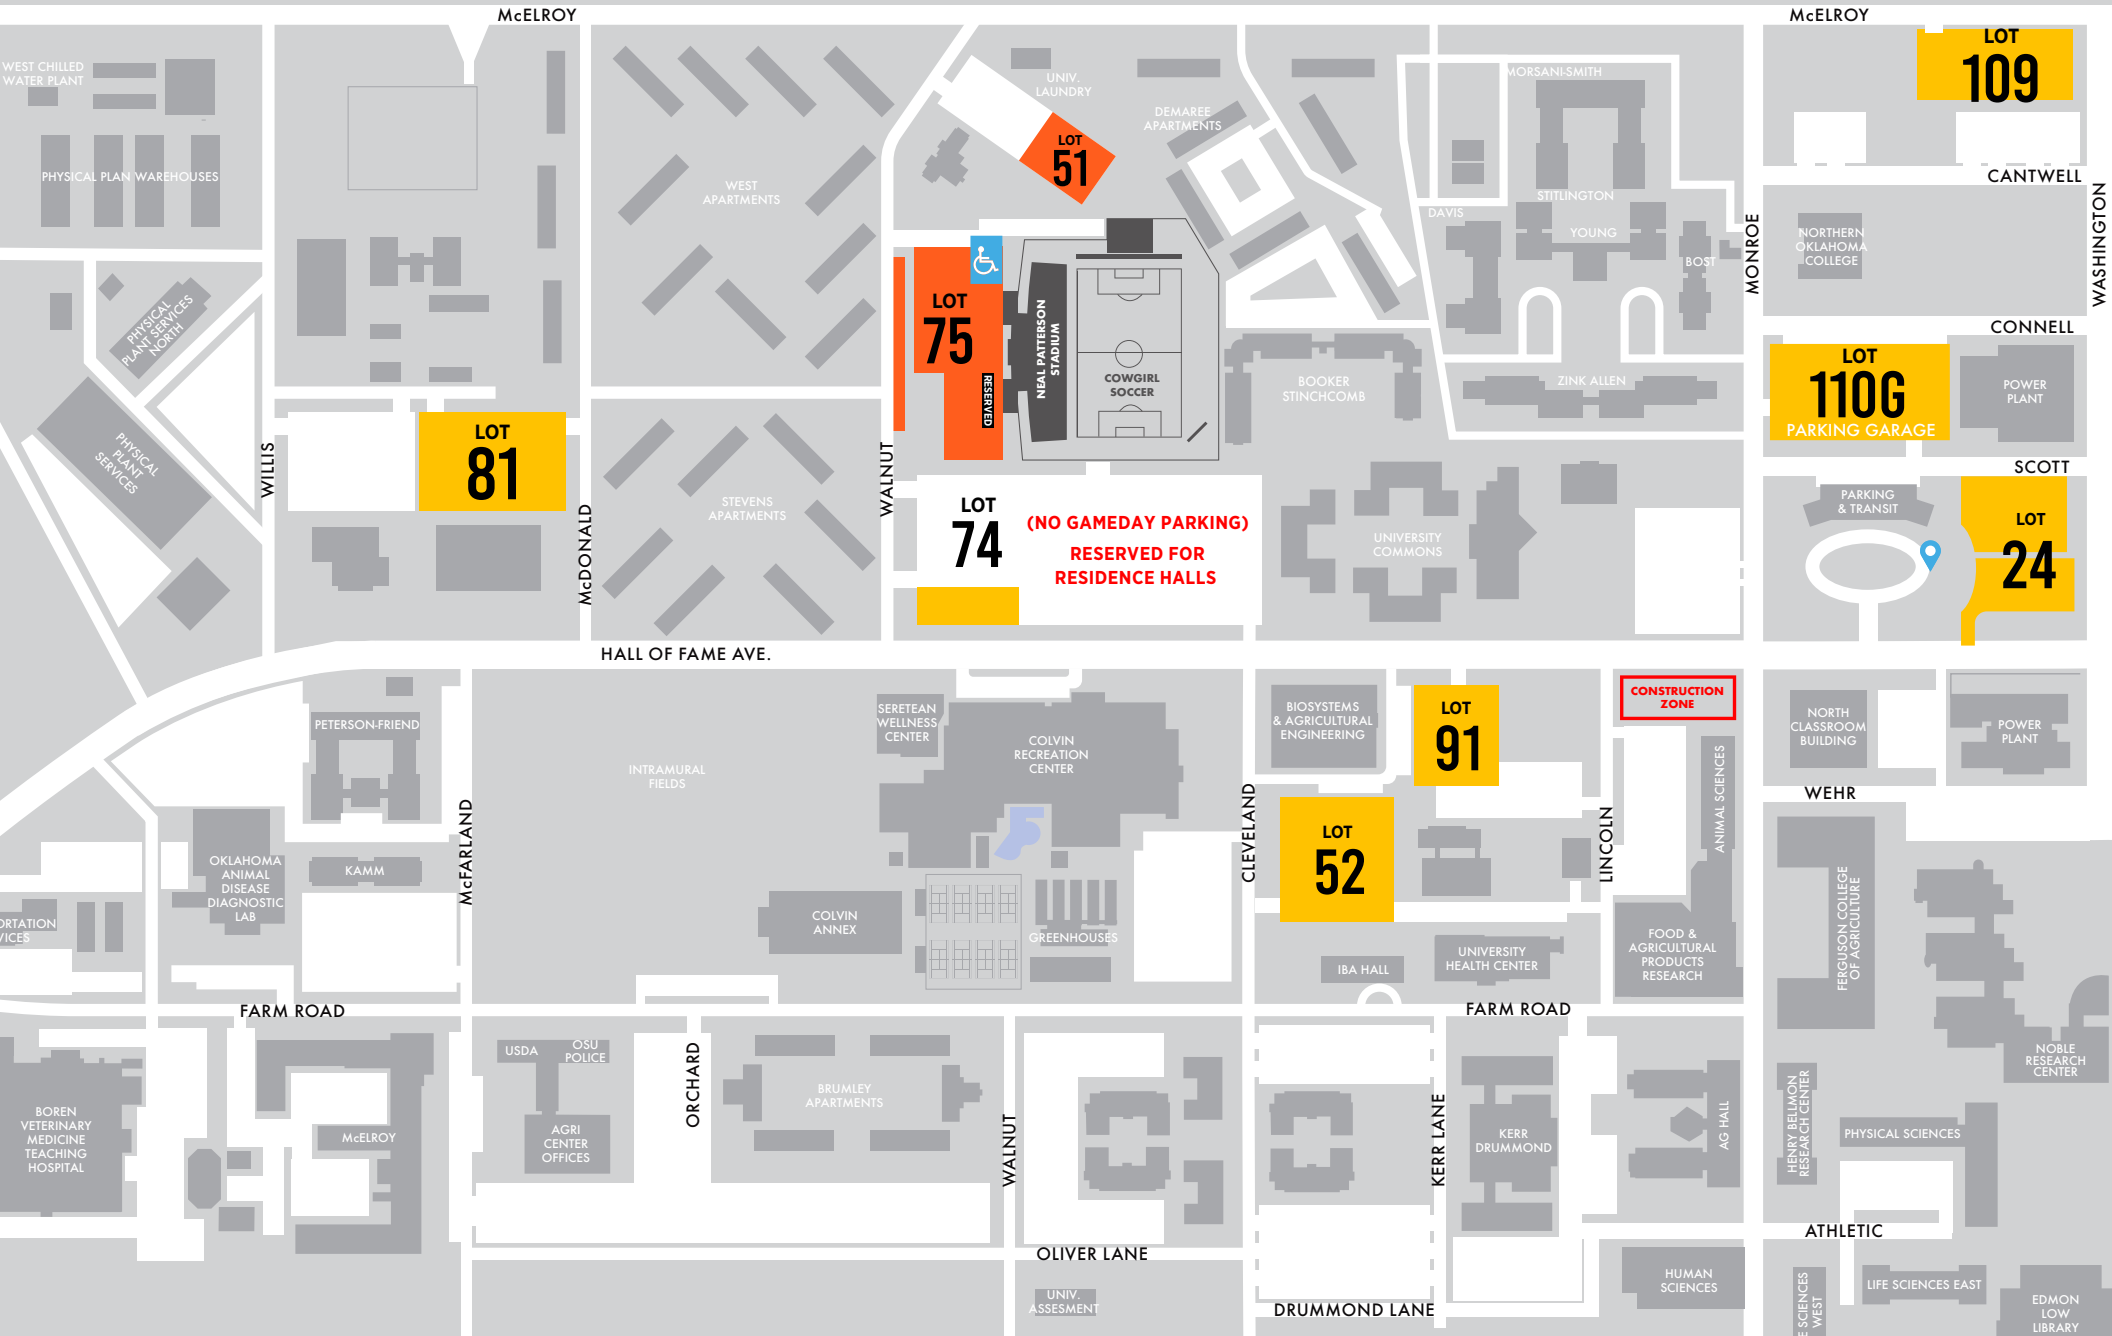 McELROY
McELROY
WEST CHILLED
WATER PLANT
PHYSICAL PLAN WAREHOUSES
UNIV.
LAUNDRY
DEMAREE
APARTMENTS
MORSANI-SMITH
LOT
109
LOT
51
CANTWELL
WASHINGTON
WEST
APARTMENTS
STITLINGTON
DAVIS
YOUNG
BOST
MONROE
NORTHERN
OKLAHOMA
COLLEGE
PHYSICAL
PLANT SERVICES
NORTH
LOT
75
RESERVED
NEAL PATTERSON
STADIUM
COWGIRL
SOCCER
CONNELL
BOOKER
STINCHCOMB
ZINK ALLEN
LOT
110G
PARKING GARAGE
POWER
PLANT
PHYSICAL
PLANT
SERVICES
WILLIS
LOT
81
McDONALD
STEVENS
APARTMENTS
WALNUT
LOT
74
(NO GAMEDAY PARKING)
RESERVED FOR
RESIDENCE HALLS
UNIVERSITY
COMMONS
SCOTT
PARKING
& TRANSIT
LOT
24
HALL OF FAME AVE.
PETERSON-FRIEND
INTRAMURAL
FIELDS
SERETEAN
WELLNESS
CENTER
COLVIN
RECREATION
CENTER
BIOSYSTEMS
& AGRICULTURAL
ENGINEERING
LOT
91
CONSTRUCTION
ZONE
NORTH
CLASSROOM
BUILDING
POWER
PLANT
WEHR
McFARLAND
CLEVELAND
LOT
52
LINCOLN
ANIMAL SCIENCES
OKLAHOMA
ANIMAL
DISEASE
DIAGNOSTIC
LAB
KAMM
ORTATION
VICES
COLVIN
ANNEX
GREENHOUSES
IBA HALL
UNIVERSITY
HEALTH CENTER
FOOD &
AGRICULTURAL
PRODUCTS
RESEARCH
FERGUSON COLLEGE
OF AGRICULTURE
FARM ROAD
FARM ROAD
USDA
OSU
POLICE
ORCHARD
BRUMLEY
APARTMENTS
WALNUT
KERR LANE
KERR
DRUMMOND
AG HALL
HENRY BELLMON
RESEARCH CENTER
NOBLE
RESEARCH
CENTER
PHYSICAL SCIENCES
BOREN
VETERINARY
MEDICINE
TEACHING
HOSPITAL
McELROY
AGRI
CENTER
OFFICES
ATHLETIC
OLIVER LANE
UNIV.
ASSESMENT
DRUMMOND LANE
HUMAN
SCIENCES
E SCIENCES
WEST
LIFE SCIENCES EAST
EDMON
LOW
LIBRARY